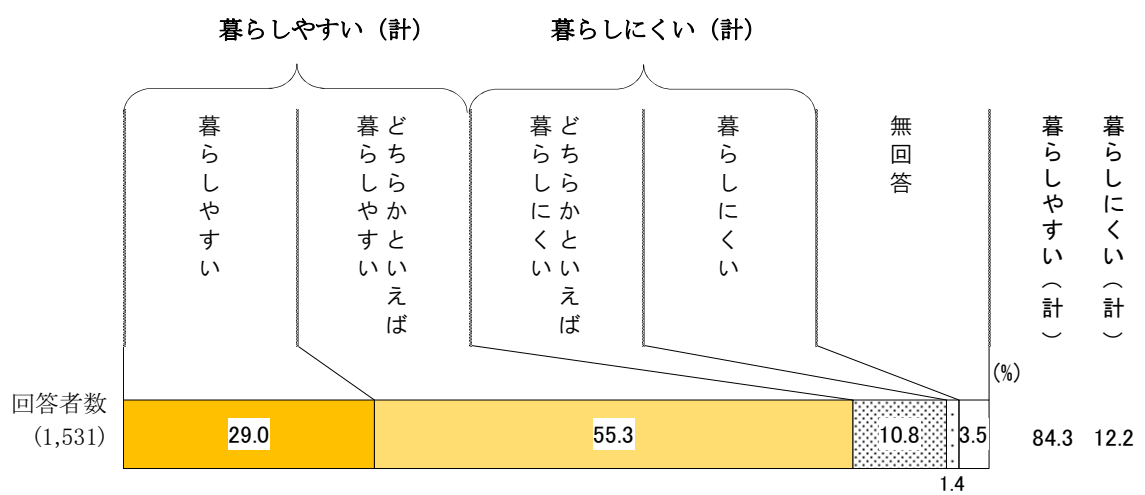 暮らしやすい（計）
暮らしにくい（計）
暮らしやすい
どちらかといえば
暮らしやすい
どちらかといえば
暮らしにくい
暮らしにくい
無回答
暮らしやすい（計）
暮らしにくい（計）
(%)
回答者数
(1,531)
29.0
55.3
10.8
1.4
3.5
84.3
12.2